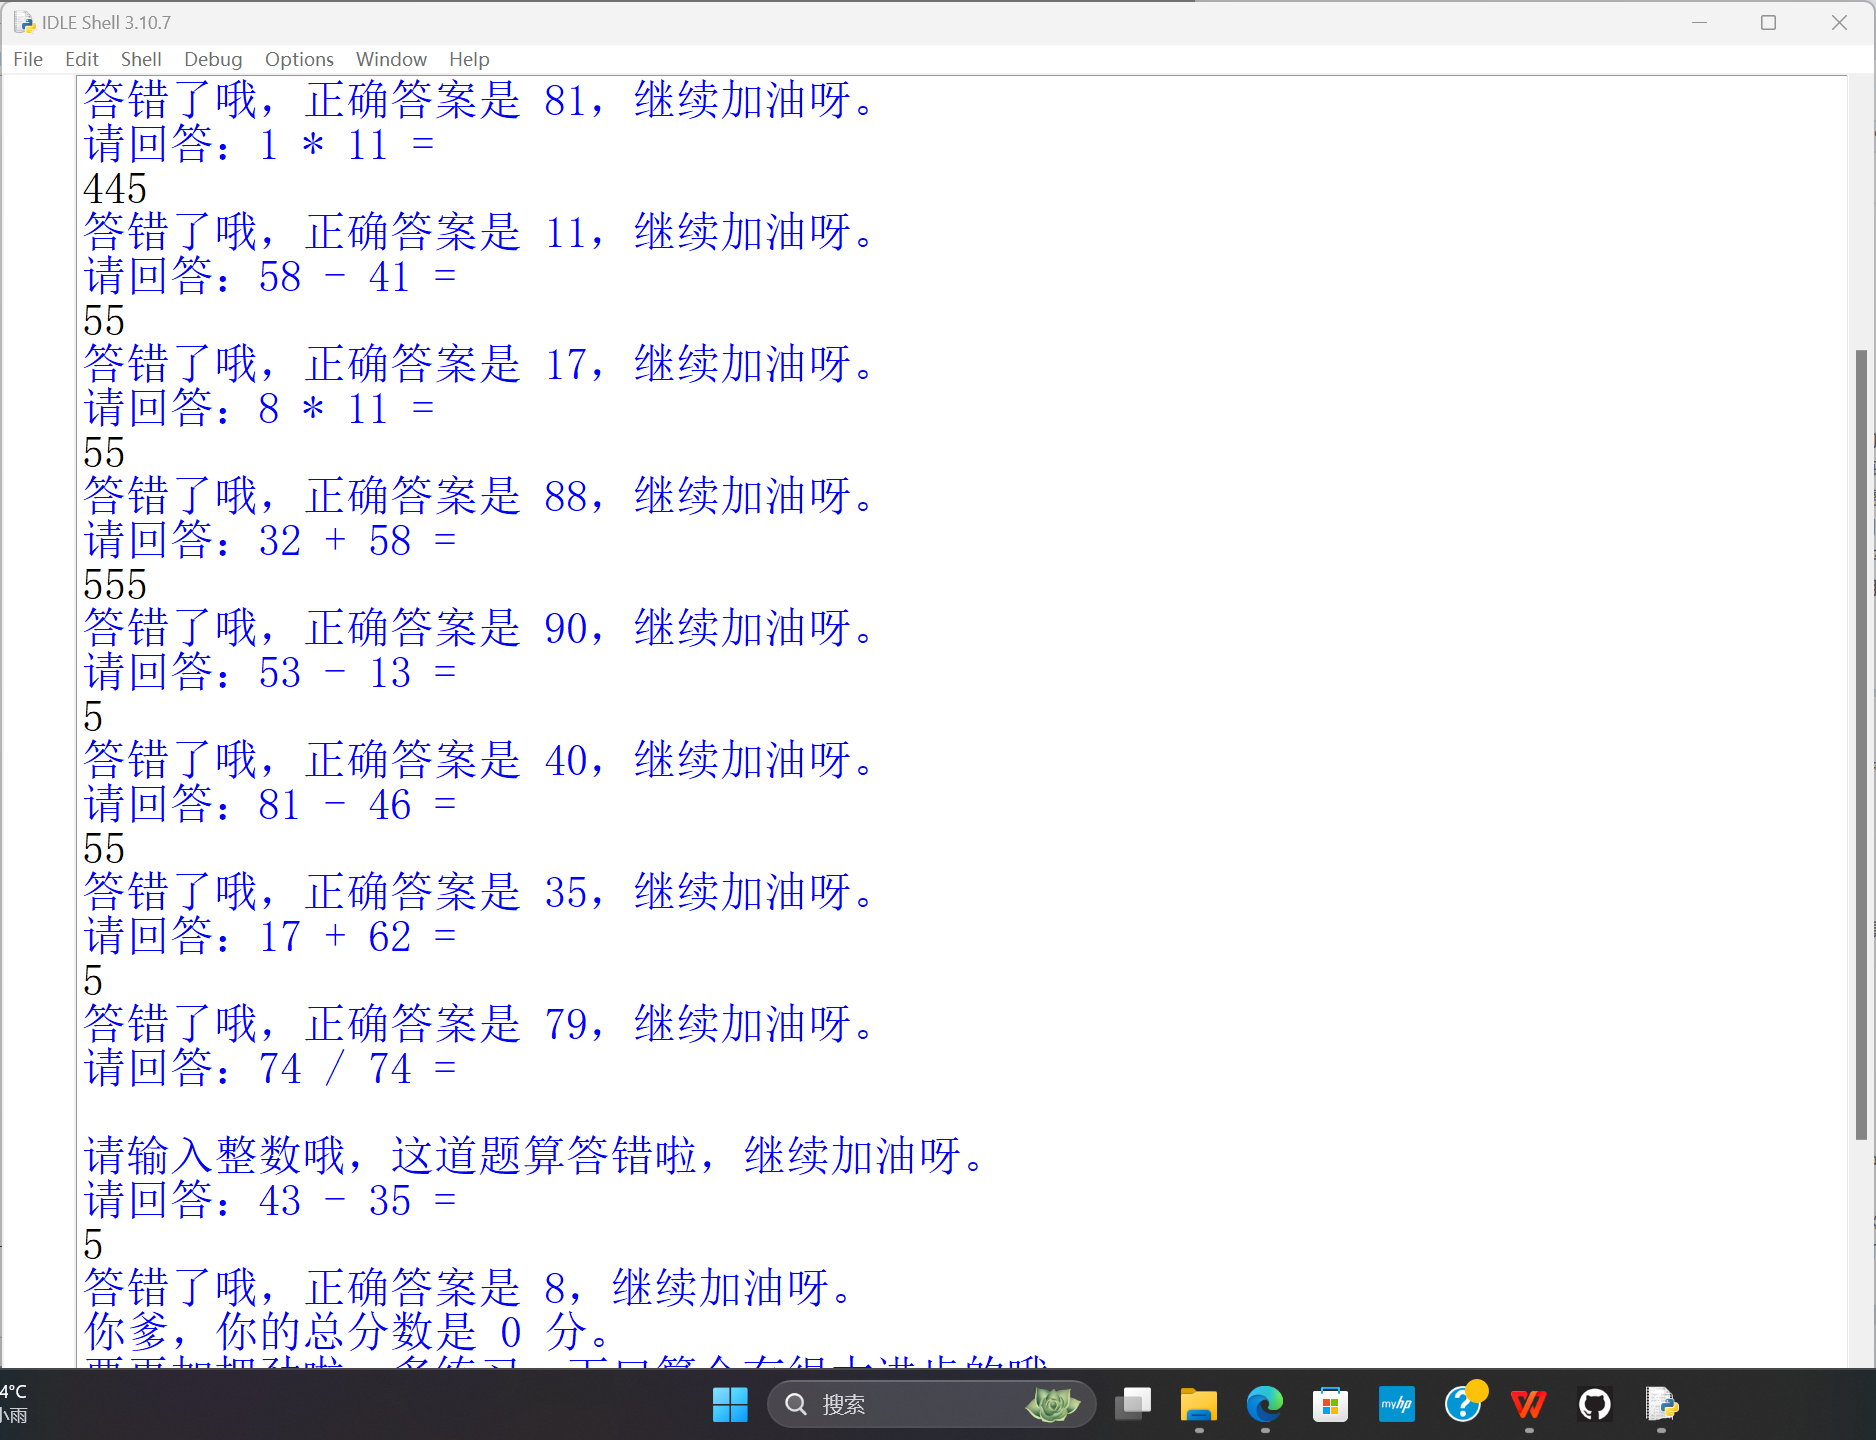 IDLE Shell 3.10.7
File Edit Shell Debug Options Window Help
答错了哦，正确答案是 81，继续加油呀。
请回答：1 * 11 =
445
答错了哦，正确答案是 11，继续加油呀。
请回答：58 - 41 =
55
答错了哦，正确答案是 17，继续加油呀。
请回答：8 * 11 =
55
答错了哦，正确答案是 88，继续加油呀。
请回答：32 + 58 =
555
答错了哦，正确答案是 90，继续加油呀。
请回答：53 - 13 =
5
答错了哦，正确答案是 40，继续加油呀。
请回答：81 - 46 =
55
答错了哦，正确答案是 35，继续加油呀。
请回答：17 + 62 =
5
答错了哦，正确答案是 79，继续加油呀。
请回答：74 / 74 =
请输入整数哦，这道题算答错啦，继续加油呀。
请回答：43 - 35 =
5
答错了哦，正确答案是 8，继续加油呀。
你爹，你的总分数是 0 分。
4°C
小雨
搜索
myhp